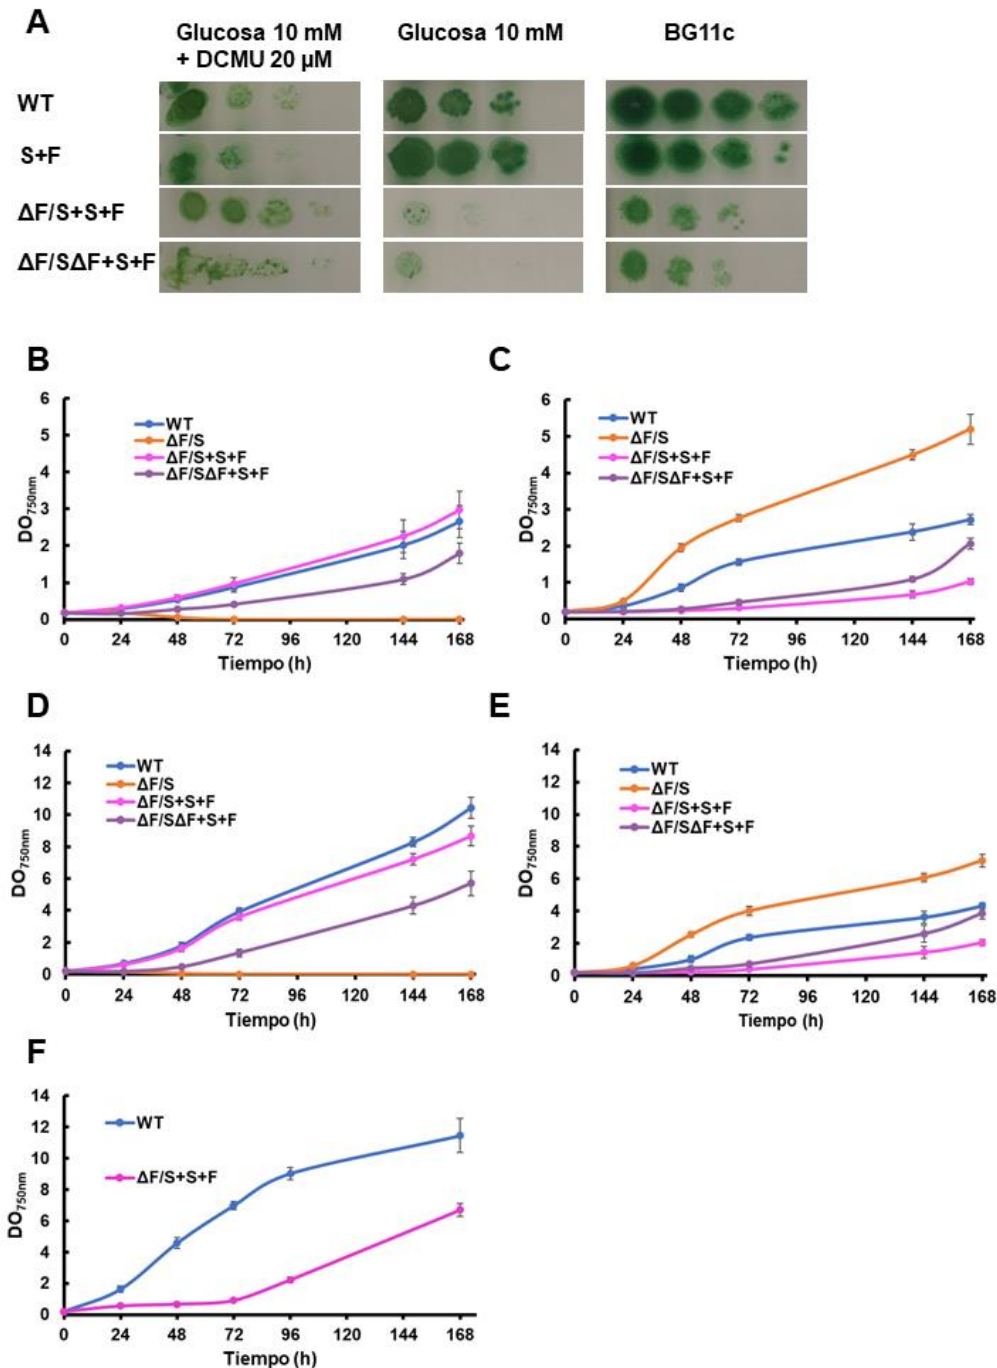 A
Glucosa 10 mM
+ DCMU 20 µM
Glucosa 10 mM
BG11c
WT
S+F
ΔF/S+S+F
ΔF/SΔF+S+F
B
6
5
4
3
2
1
0
DO750nm
WT
ΔF/S
ΔF/S+S+F
ΔF/SΔF+S+F
0 24 48 72 96 120 144 168
Tiempo (h)
C
6
5
4
3
2
1
0
DO750nm
WT
ΔF/S
ΔF/S+S+F
ΔF/SΔF+S+F
0 24 48 72 96 120 144 168
Tiempo (h)
D
14
12
10
8
6
4
2
0
DO750nm
WT
ΔF/S
ΔF/S+S+F
ΔF/SΔF+S+F
0 24 48 72 96 120 144 168
Tiempo (h)
E
14
12
10
8
6
4
2
0
DO750nm
WT
ΔF/S
ΔF/S+S+F
ΔF/SΔF+S+F
0 24 48 72 96 120 144 168
Tiempo (h)
F
14
12
10
8
6
4
2
0
DO750nm
WT
ΔF/S+S+F
0 24 48 72 96 120 144 168
Tiempo (h)